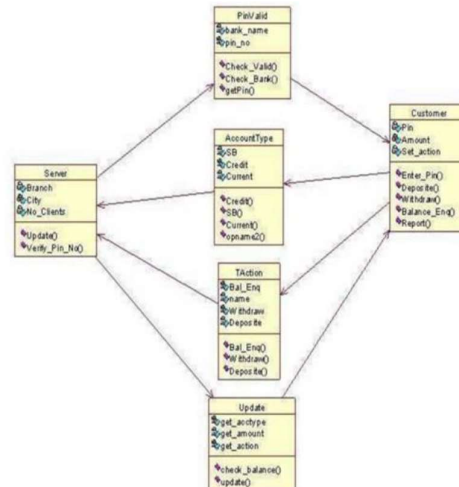 PinValid
bank_name
pin_no
Check_Valid()
Check_Bank()
getPin()
Customer
Pin
Amount
Set_action
Enter_Pin()
Deposite()
Withdraw()
Balance_Enq()
Report()
AccountType
SB
Credit
Current
Credit()
SB()
Current()
opname2()
Server
Branch
City
No_Clients
Update()
Verify_Pin_No()
TAction
Bal_Enq
name
Withdraw
Deposite
Bal_Enq()
Withdraw()
Deposite()
Update
get_acctype
get_amount
get_action
check_balance()
update()